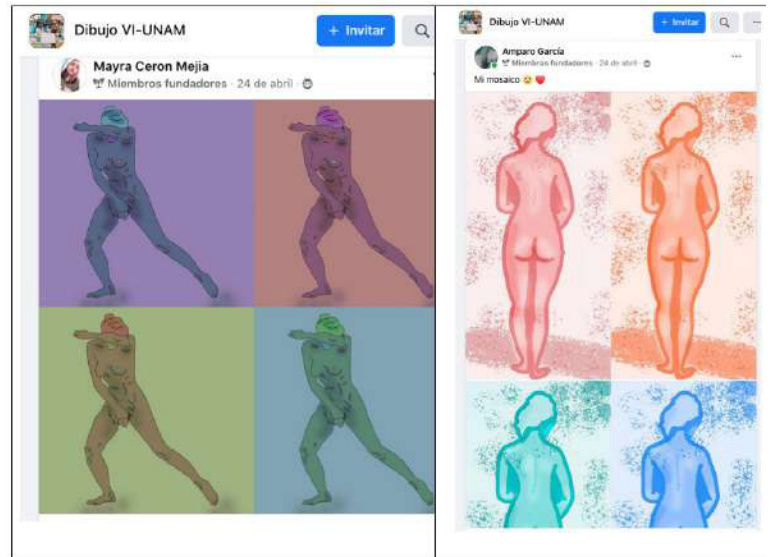 Dibujo VI-UNAM
+ Invitar
Mayra Ceron Mejia
Miembros fundadores · 24 de abril ·
Dibujo VI-UNAM
+ Invitar
Amparo García
Miembros fundadores · 24 de abril ·
Mi mosaico